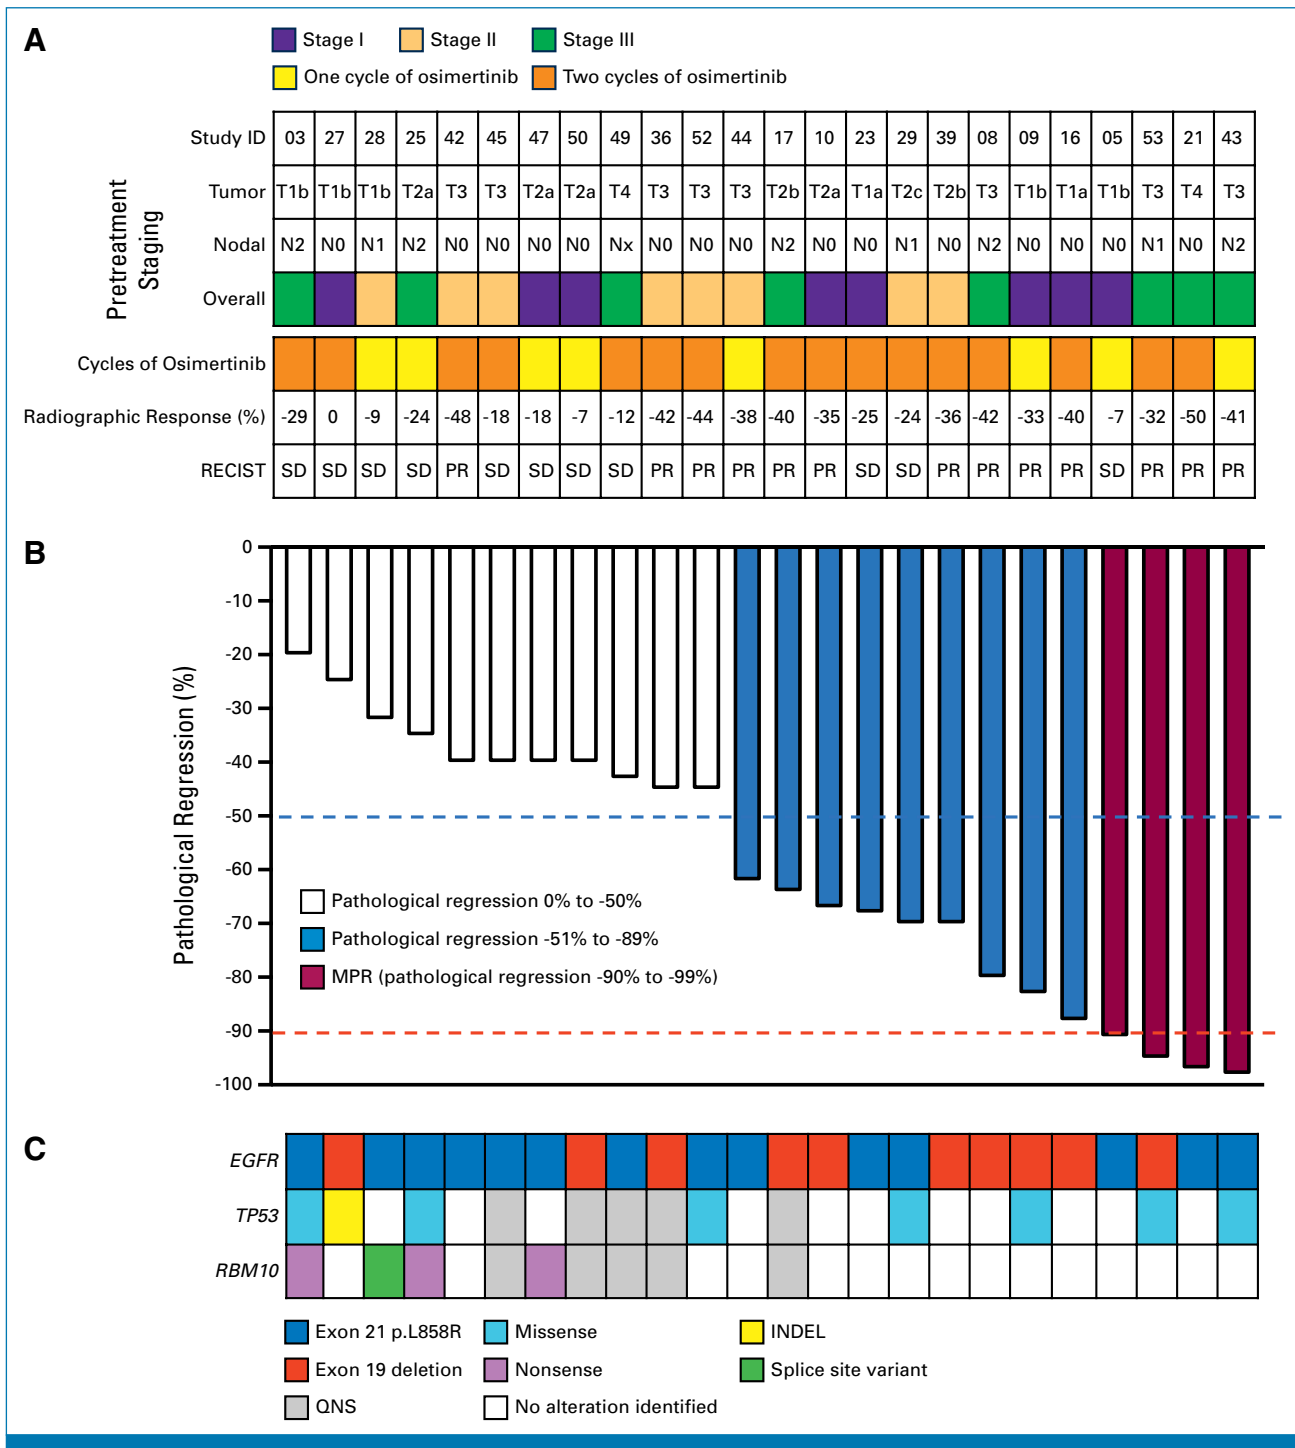 A
Stage I Stage II Stage III
One cycle of osimertinib Two cycles of osimertinib
Pretreatment
Staging
Study ID 03 27 28 25 42 45 47 50 49 36 52 44 17 10 23 29 39 08 09 16 05 53 21 43
Tumor T1b T1b T1b T2a T3 T3 T2a T2a T4 T3 T3 T3 T2b T2a T1a T2c T2b T3 T1b T1a T1b T3 T4 T3
Nodal N2 N0 N1 N2 N0 N0 N0 N0 Nx N0 N0 N0 N2 N0 N0 N1 N0 N2 N0 N0 N0 N1 N0 N2
Overall
Cycles of Osimertinib
Radiographic Response (%) -29 0 -9 -24 -48 -18 -18 -7 -12 -42 -44 -38 -40 -35 -25 -24 -36 -42 -33 -40 -7 -32 -50 -41
RECIST SD SD SD SD PR SD SD SD SD PR PR PR PR PR SD SD PR PR PR PR SD PR PR PR
B
Pathological Regression (%)
0
-10
-20
-30
-40
-50
-60
-70
-80
-90
-100
Pathological regression 0% to -50%
Pathological regression -51% to -89%
MPR (pathological regression -90% to -99%)
C
EGFR
TP53
RBM10
Exon 21 p.L858R Missense INDEL
Exon 19 deletion Nonsense Splice site variant
QNS No alteration identified